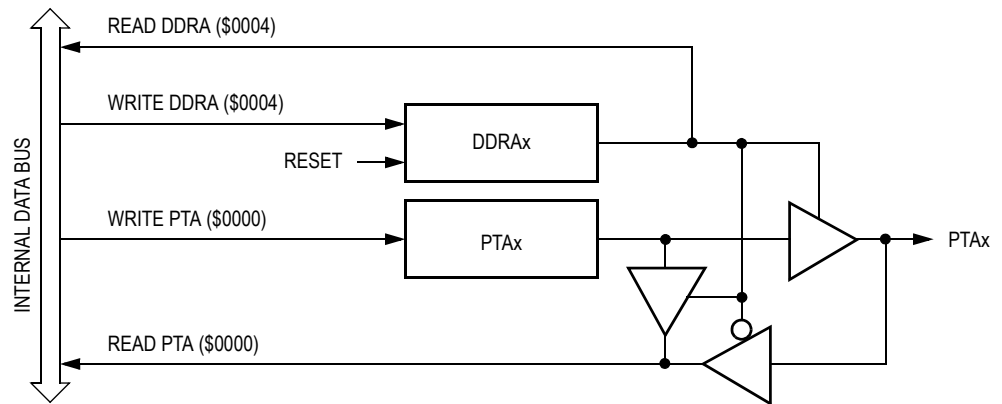 READ DDRA ($0004)
WRITE DDRA ($0004)
DDRAx
RESET
INTERNAL DATA BUS
WRITE PTA ($0000)
PTAx
PTAx
READ PTA ($0000)